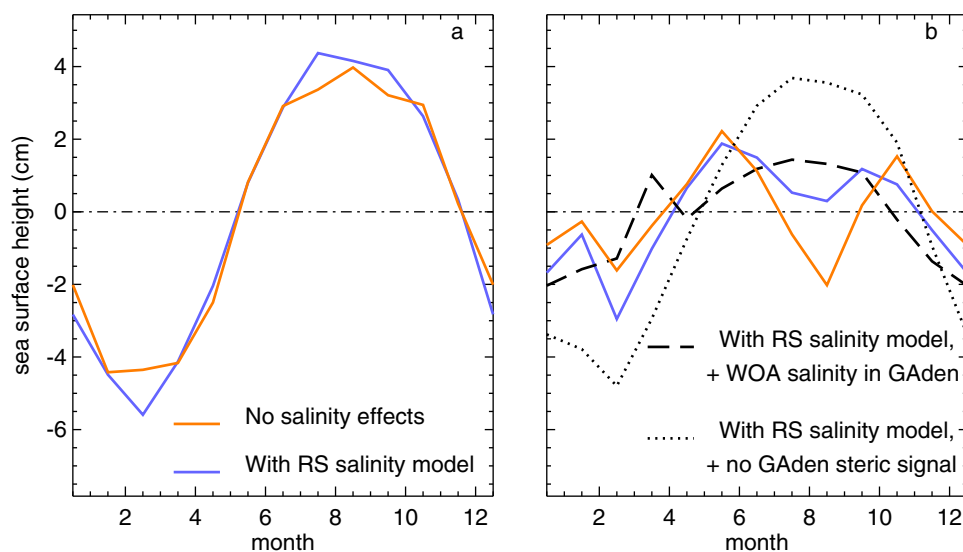 a
b
sea surface height (cm)
4
2
0
-2
-4
-6
No salinity effects
With RS salinity model
With RS salinity model,
+ WOA salinity in GAden
With RS salinity model,
+ no GAden steric signal
2 4 6 8 10 12
2 4 6 8 10 12
month
month